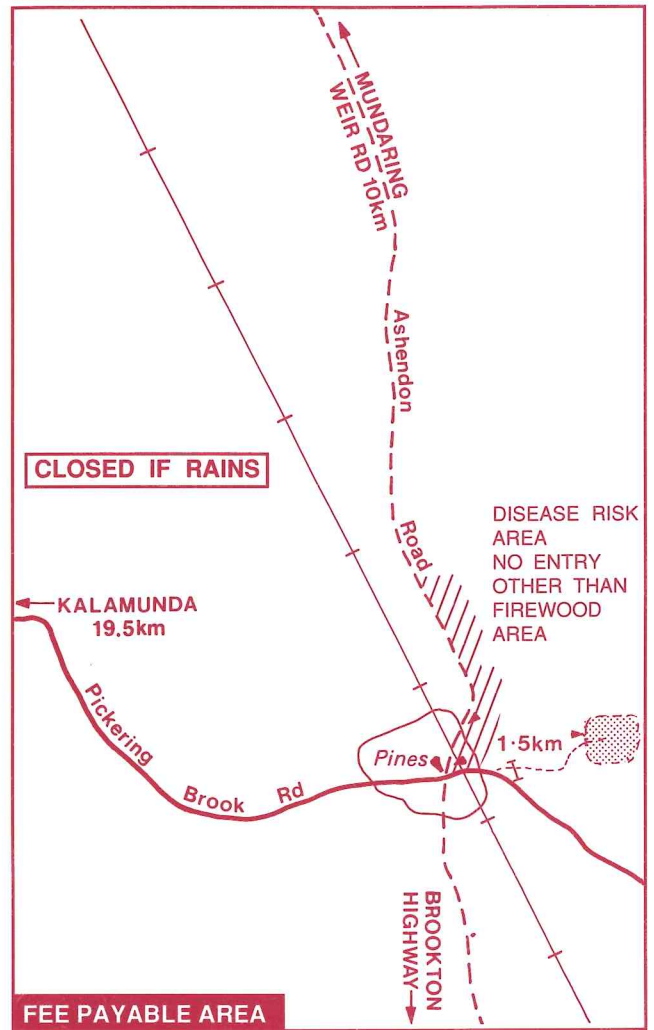 MUNDARING
WEIR RD 10km
Ashendon
Road
CLOSED IF RAINS
DISEASE RISK
AREA
NO ENTRY
OTHER THAN
FIREWOOD
AREA
KALAMUNDA
19.5km
Pickering
Brook
Rd
Pines
1·5km
BROOKTON
HIGHWAY
FEE PAYABLE AREA